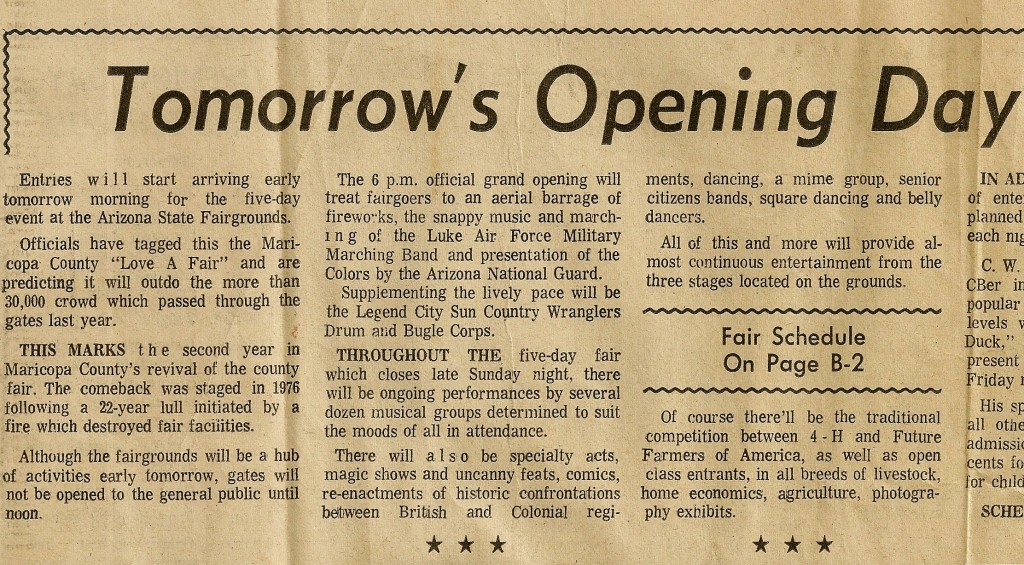 Tomorrow's Opening Day
Entries will start arriving early
tomorrow morning for the five-day
event at the Arizona State Fairgrounds.
Officials have tagged this the Mari-
copa County "Love A Fair" and are
predicting it will outdo the more than
30,000 crowd which passed through the
gates last year.
THIS MARKS the second year in
Maricopa County's revival of the county
fair. The comeback was staged in 1976
following a 22-year lull initiated by a
fire which destroyed fair facilities.
Although the fairgrounds will be a hub
of activities early tomorrow, gates will
not be opened to the general public until
noon.
The 6 p.m. official grand opening will
treat fairgoers to an aerial barrage of
fireworks, the snappy music and march-
ing of the Luke Air Force Military
Marching Band and presentation of the
Colors by the Arizona National Guard.
Supplementing the lively pace will be
the Legend City Sun Country Wranglers
Drum and Bugle Corps.
THROUGHOUT THE five-day fair
which closes late Sunday night, there
will be ongoing performances by several
dozen musical groups determined to suit
the moods of all in attendance.
There will also be specialty acts,
magic shows and uncanny feats, comics,
re-enactments of historic confrontations
between British and Colonial regi-
★ ★ ★
ments, dancing, a mime group, senior
citizens bands, square dancing and belly
dancers.
All of this and more will provide al-
most continuous entertainment from the
three stages located on the grounds.
Fair Schedule
On Page B-2
Of course there'll be the traditional
competition between 4-H and Future
Farmers of America, as well as open
class entrants, in all breeds of livestock,
home economics, agriculture, photogra-
phy exhibits.
★ ★ ★
IN AD
of ente
planned
each nig
C. W.
CBer in
popular
levels w
Duck,"
present
Friday n
His sp
all othe
admissio
cents fo
for child
SCHE